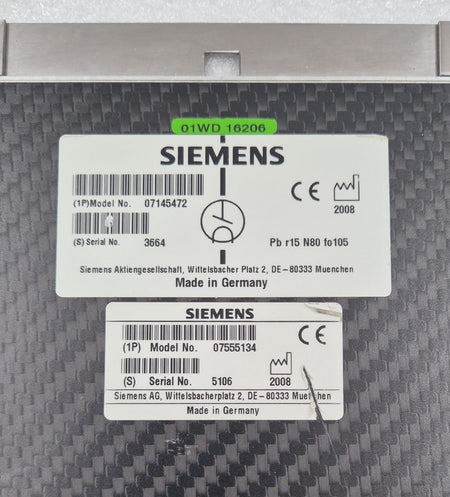 01WD 16206
SIEMENS
(1P)Model No. 07145472
2008
(S) Serial No. 3664
Pb r15 N80 fo105
Siemens Aktiengesellschaft, Wittelsbacher Platz 2, DE-80333 Muenchen
Made in Germany
SIEMENS
(1P) Model No. 07555134
(S) Serial No. 5106
2008
Siemens AG, Wittelsbacherplatz 2, DE-80333 Muenchen
Made in Germany